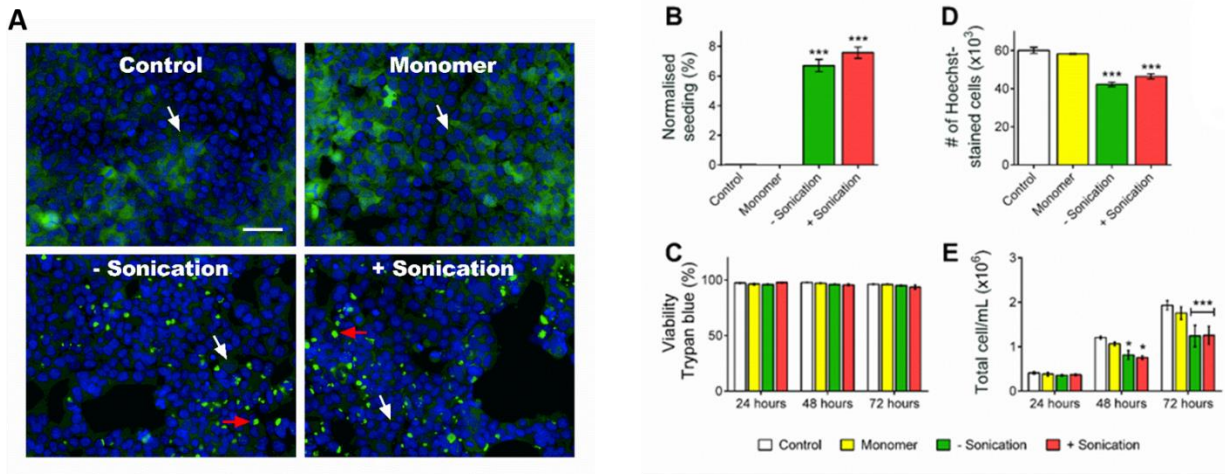 A
Control
Monomer
- Sonication
+ Sonication
B
Normalised
seeding (%)
8
6
4
2
0
***
***
Control
Monomer
- Sonication
+ Sonication
D
# of Hoechst-
stained cells (x10³)
60
40
20
0
***
***
Control
Monomer
- Sonication
+ Sonication
C
Viability
Trypan blue (%)
100
50
0
24 hours
48 hours
72 hours
E
Total cell/mL (x10⁶)
3
2
1
0
*
*
***
24 hours
48 hours
72 hours
Control
Monomer
- Sonication
+ Sonication